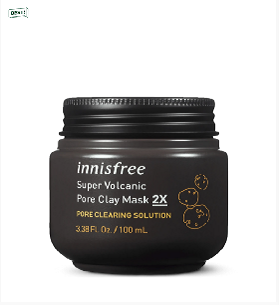 innisfree
Super Volcanic
Pore Clay Mask 2X
PORE CLEARING SOLUTION
3.38 Fl. Oz. / 100 mL